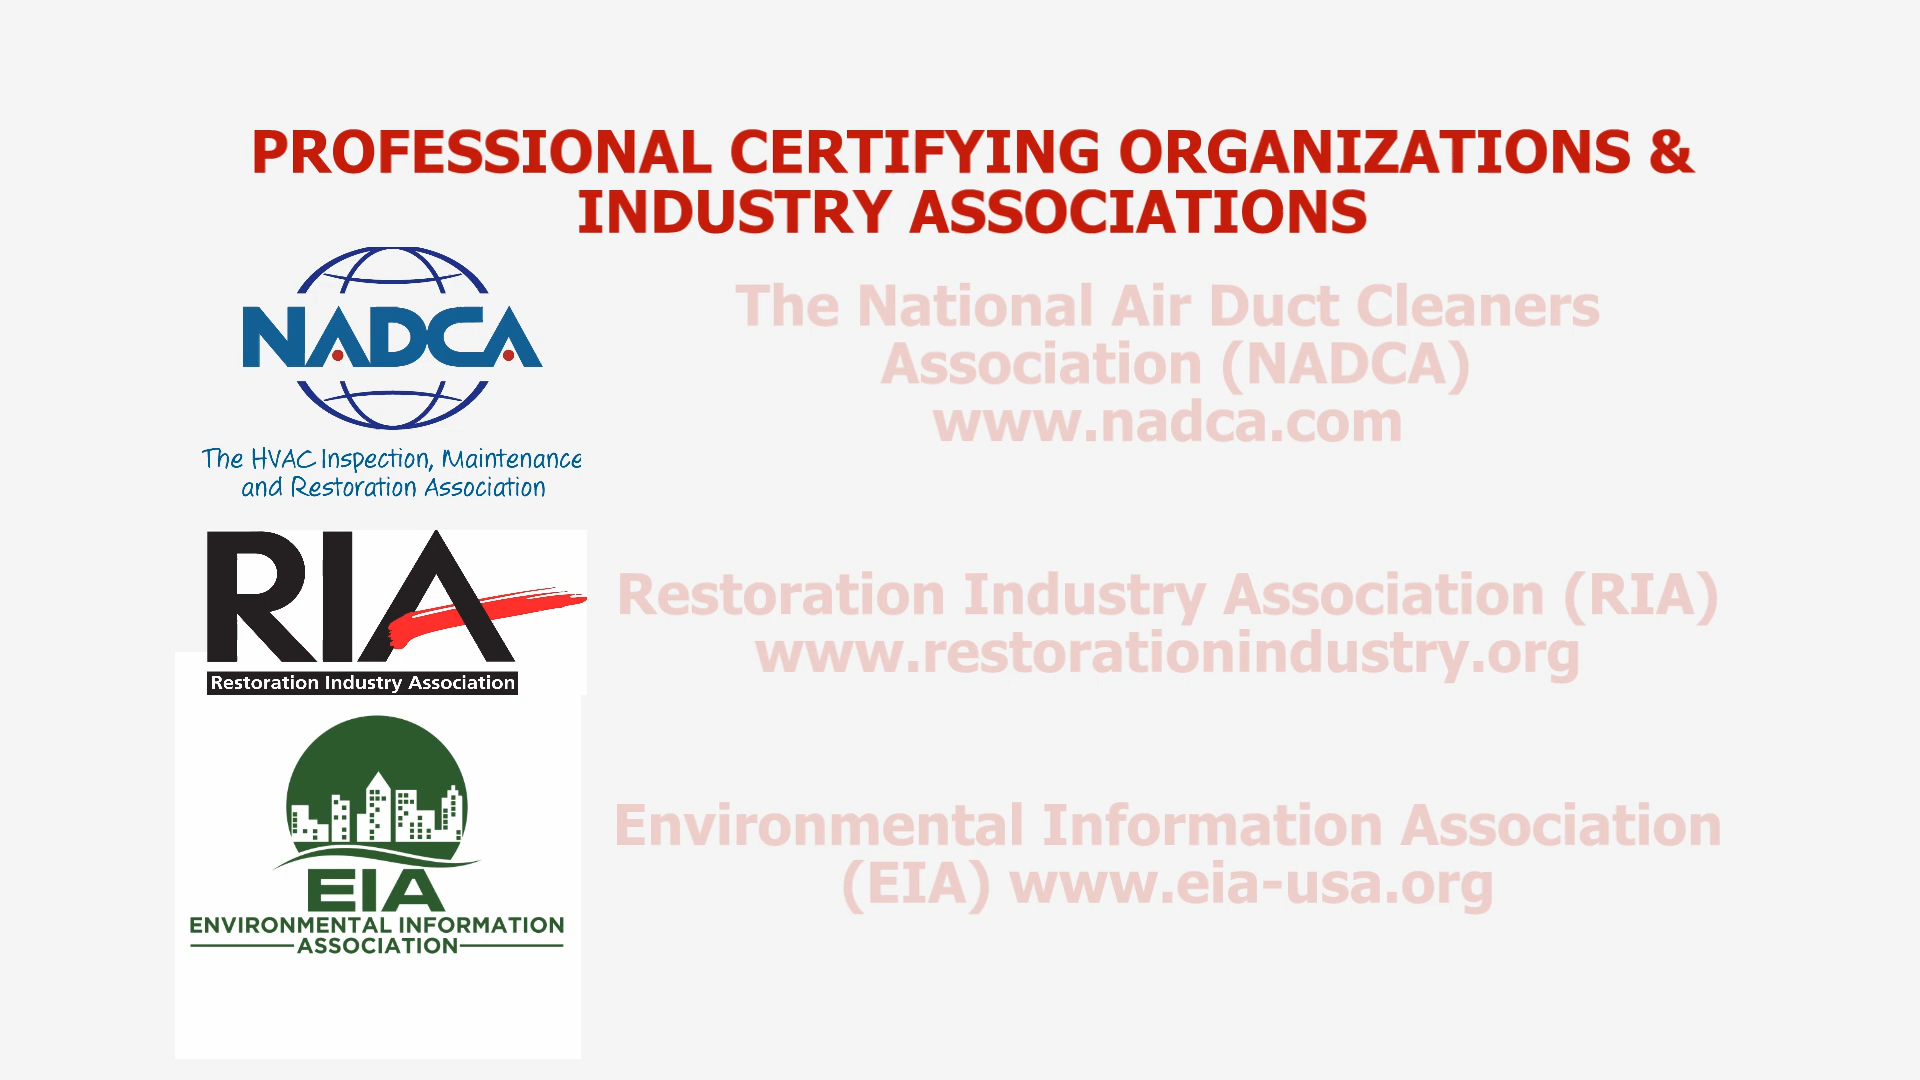 PROFESSIONAL CERTIFYING ORGANIZATIONS &
INDUSTRY ASSOCIATIONS
NADCA
The HVAC Inspection, Maintenance
and Restoration Association
The National Air Duct Cleaners
Association (NADCA)
www.nadca.com
RIA
Restoration Industry Association
Restoration Industry Association (RIA)
www.restorationindustry.org
EIA
ENVIRONMENTAL INFORMATION
ASSOCIATION
Environmental Information Association
(EIA) www.eia-usa.org